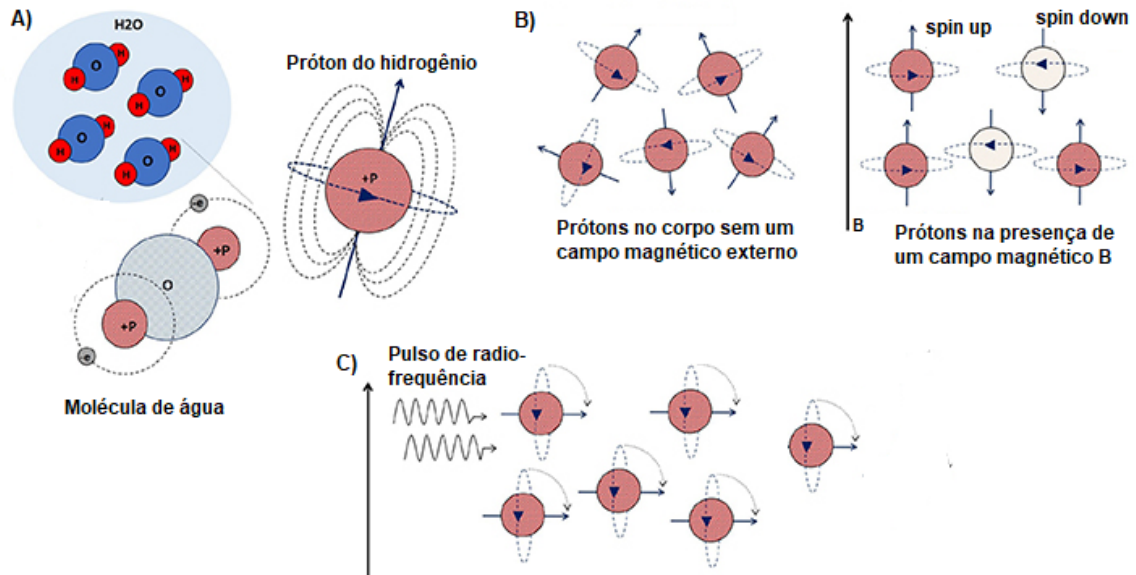 A)
H2O
O
H
H
O
H
H
O
H
H
O
H
H
Próton do hidrogênio
+P
-e
+P
O
+P
-e
Molécula de água
B)
Prótons no corpo sem um
campo magnético externo
spin up
spin down
B
Prótons na presença de
um campo magnético B
C)
Pulso de radio-
frequência